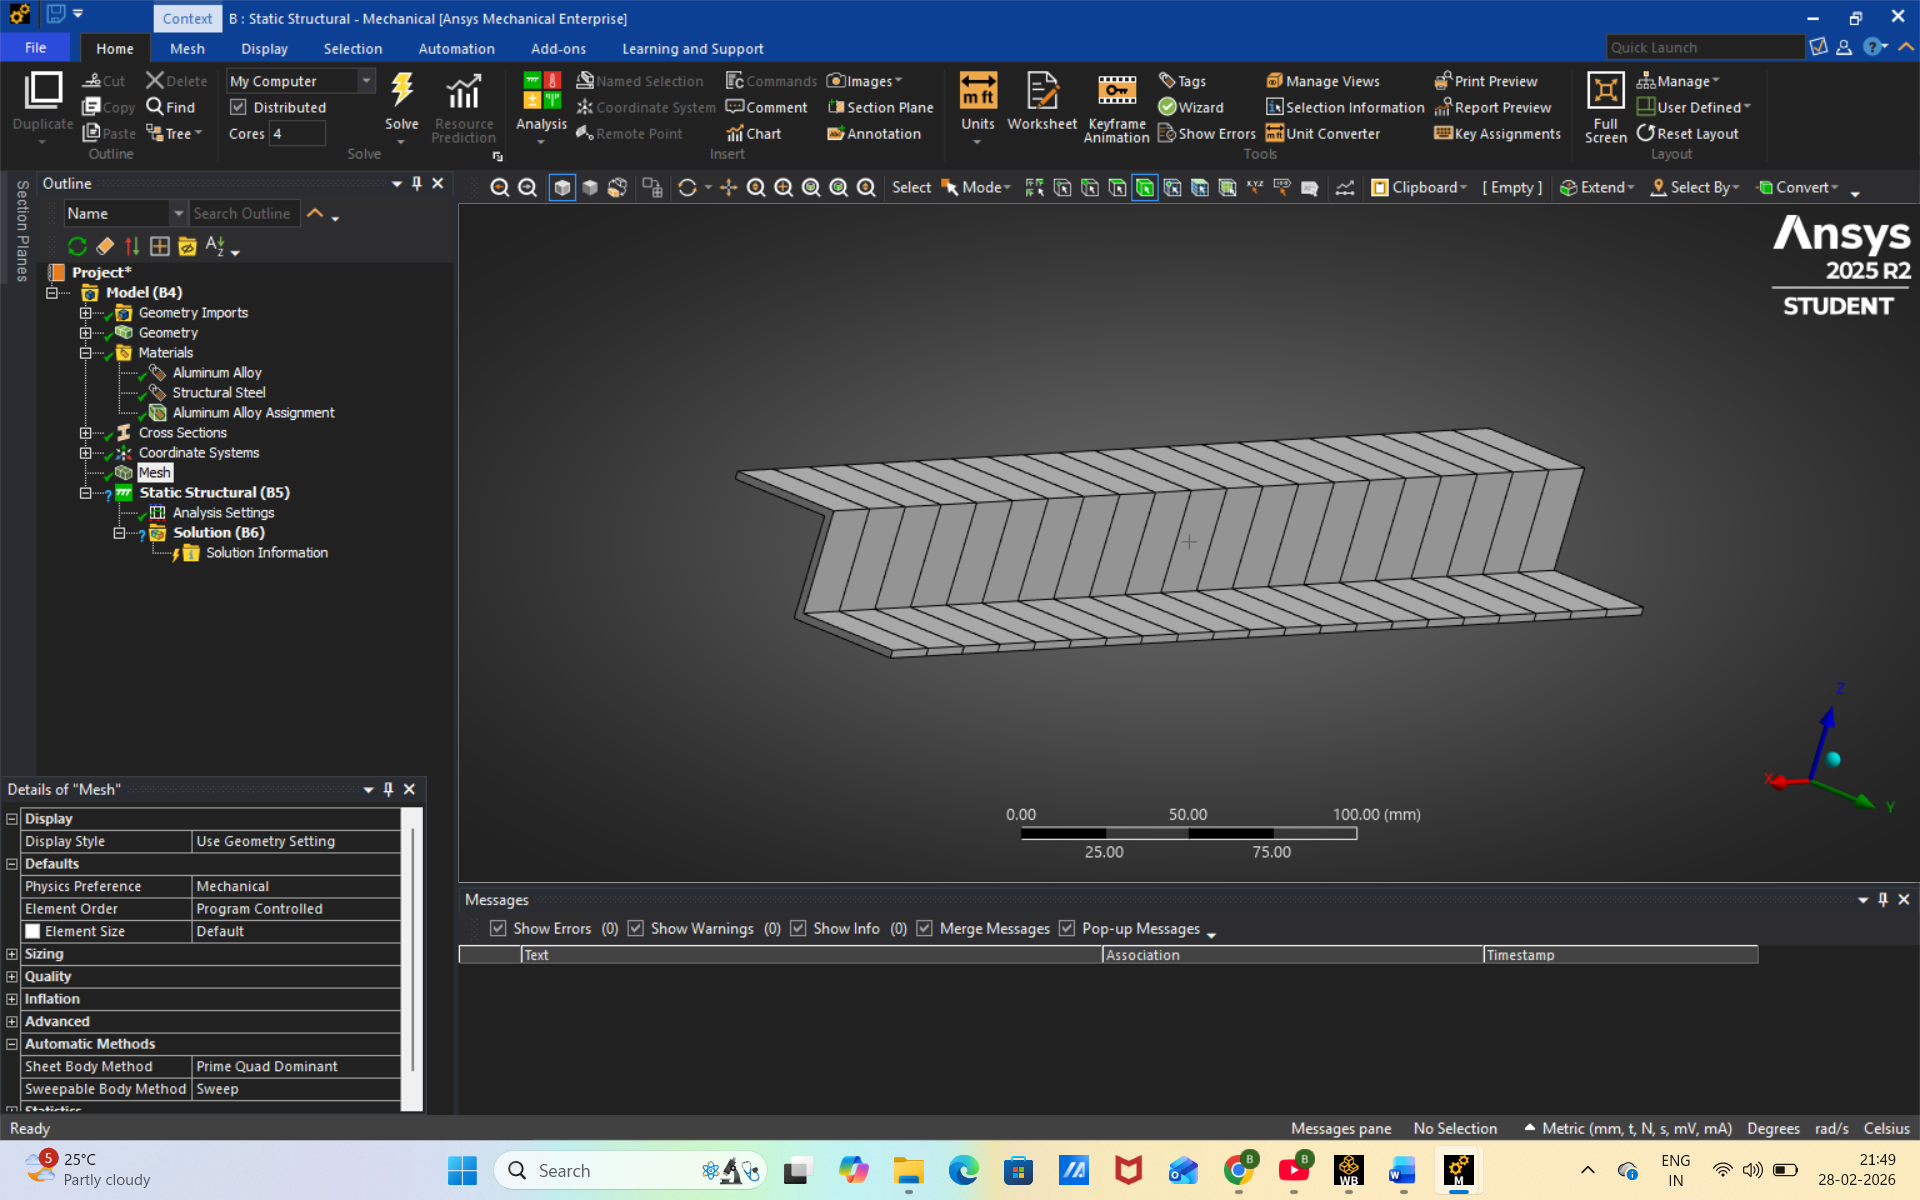 Context
B : Static Structural - Mechanical [Ansys Mechanical Enterprise]
File
Home
Mesh
Display
Selection
Automation
Add-ons
Learning and Support
Quick Launch
Duplicate
Cut
Copy
Paste
Delete
Find
Tree
Outline
My Computer
Distributed
Cores 4
Solve
Resource Prediction
Solve
Analysis
Named Selection
Coordinate System
Remote Point
Commands
Comment
Chart
Images
Section Plane
Annotation
Insert
Units
Worksheet
Keyframe Animation
Tags
Wizard
Show Errors
Manage Views
Selection Information
Unit Converter
Print Preview
Report Preview
Key Assignments
Tools
Full Screen
Manage
User Defined
Reset Layout
Layout
Section Planes
Outline
Name
Search Outline
Select
Mode
Clipboard
[ Empty ]
Extend
Select By
Convert
Project*
Model (B4)
Geometry Imports
Geometry
Materials
Aluminum Alloy
Structural Steel
Aluminum Alloy Assignment
Cross Sections
Coordinate Systems
Mesh
Static Structural (B5)
Analysis Settings
Solution (B6)
Solution Information
Ansys
2025 R2
STUDENT
Z
X
Y
0.00 50.00 100.00 (mm)
25.00 75.00
Details of "Mesh"
Display
Display Style Use Geometry Setting
Defaults
Physics Preference Mechanical
Element Order Program Controlled
Element Size Default
Sizing
Quality
Inflation
Advanced
Automatic Methods
Sheet Body Method Prime Quad Dominant
Sweepable Body Method Sweep
Statistics
Messages
Show Errors (0) Show Warnings (0) Show Info (0) Merge Messages Pop-up Messages
Text Association Timestamp
Ready
Messages pane
No Selection
Metric (mm, t, N, s, mV, mA)
Degrees
rad/s
Celsius
5
25°C
Partly cloudy
Search
B
B
WB
W
M
ENG
IN
21:49
28-02-2026